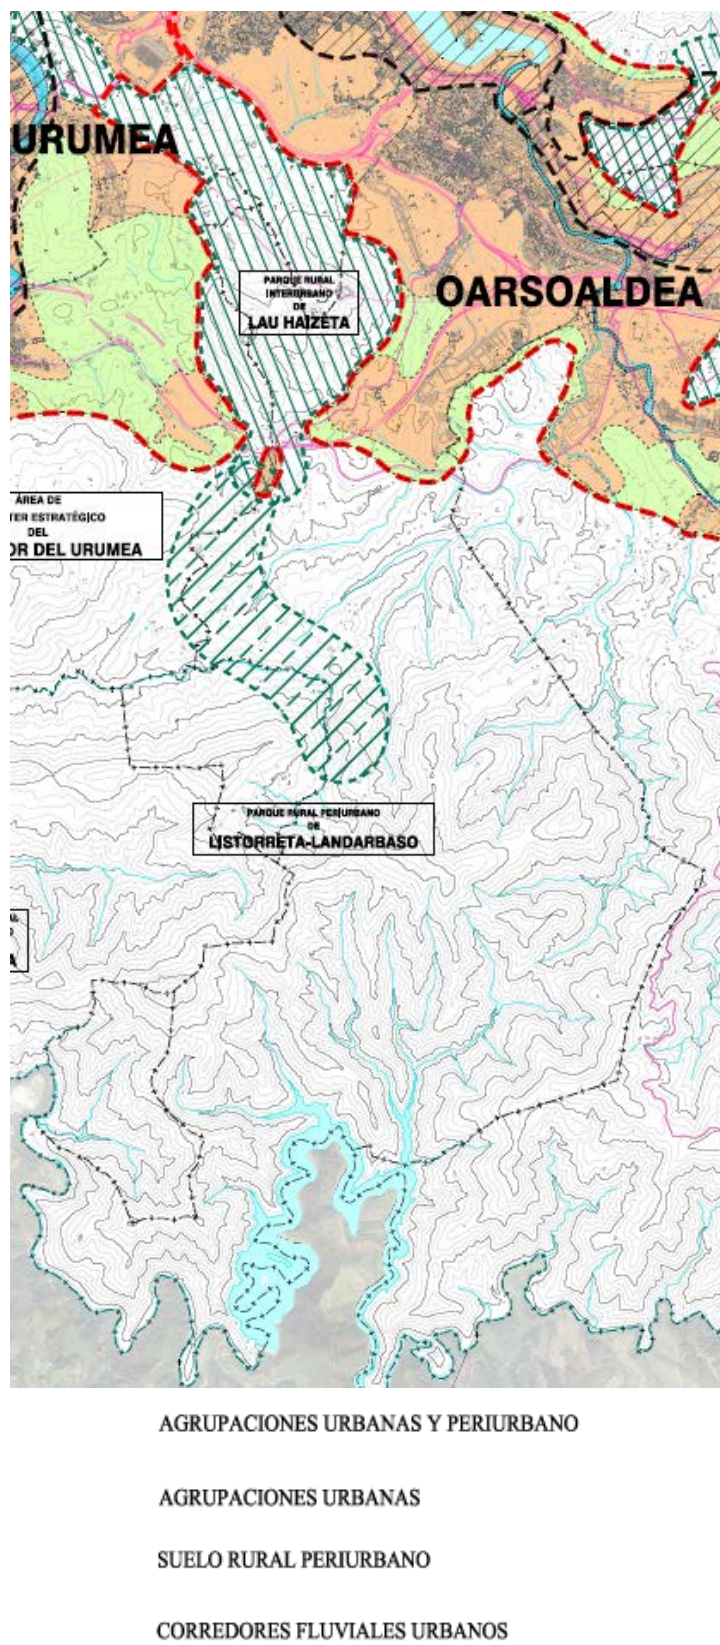 URUMEA
PARQUE RURAL
INTERURBANO
DE
LAU HAIZETA
OARSOALDEA
ÁREA DE
TER ESTRATÉGICO
DEL
OR DEL URUMEA
PARQUE RURAL PERIURBANO
DE
LISTORRETA-LANDARBASO
AGRUPACIONES URBANAS Y PERIURBANO
AGRUPACIONES URBANAS
SUELO RURAL PERIURBANO
CORREDORES FLUVIALES URBANOS